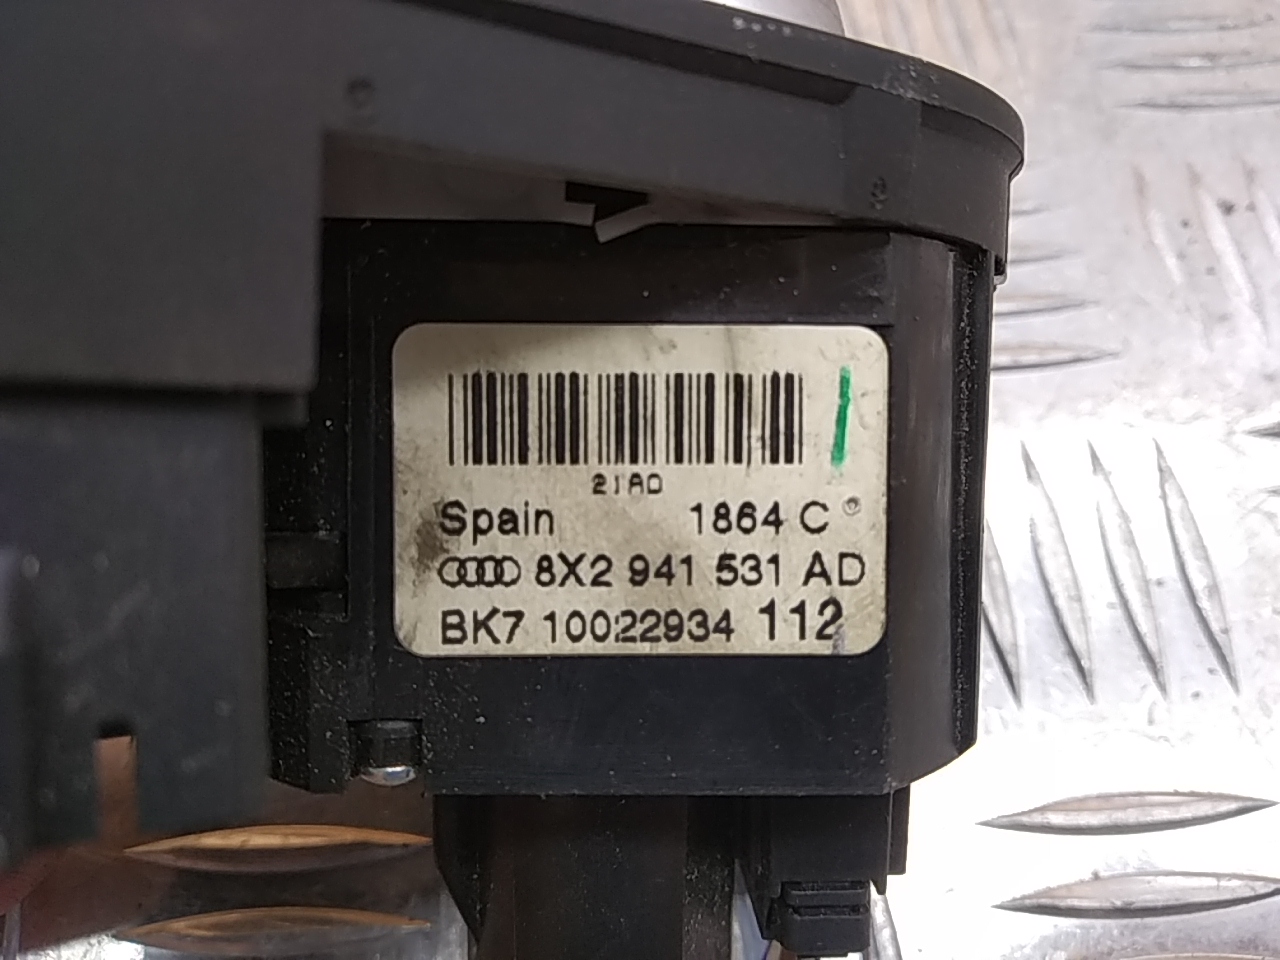 21AD
Spain 1864 C
8X2 941 531 AD
BK7 10022934 112